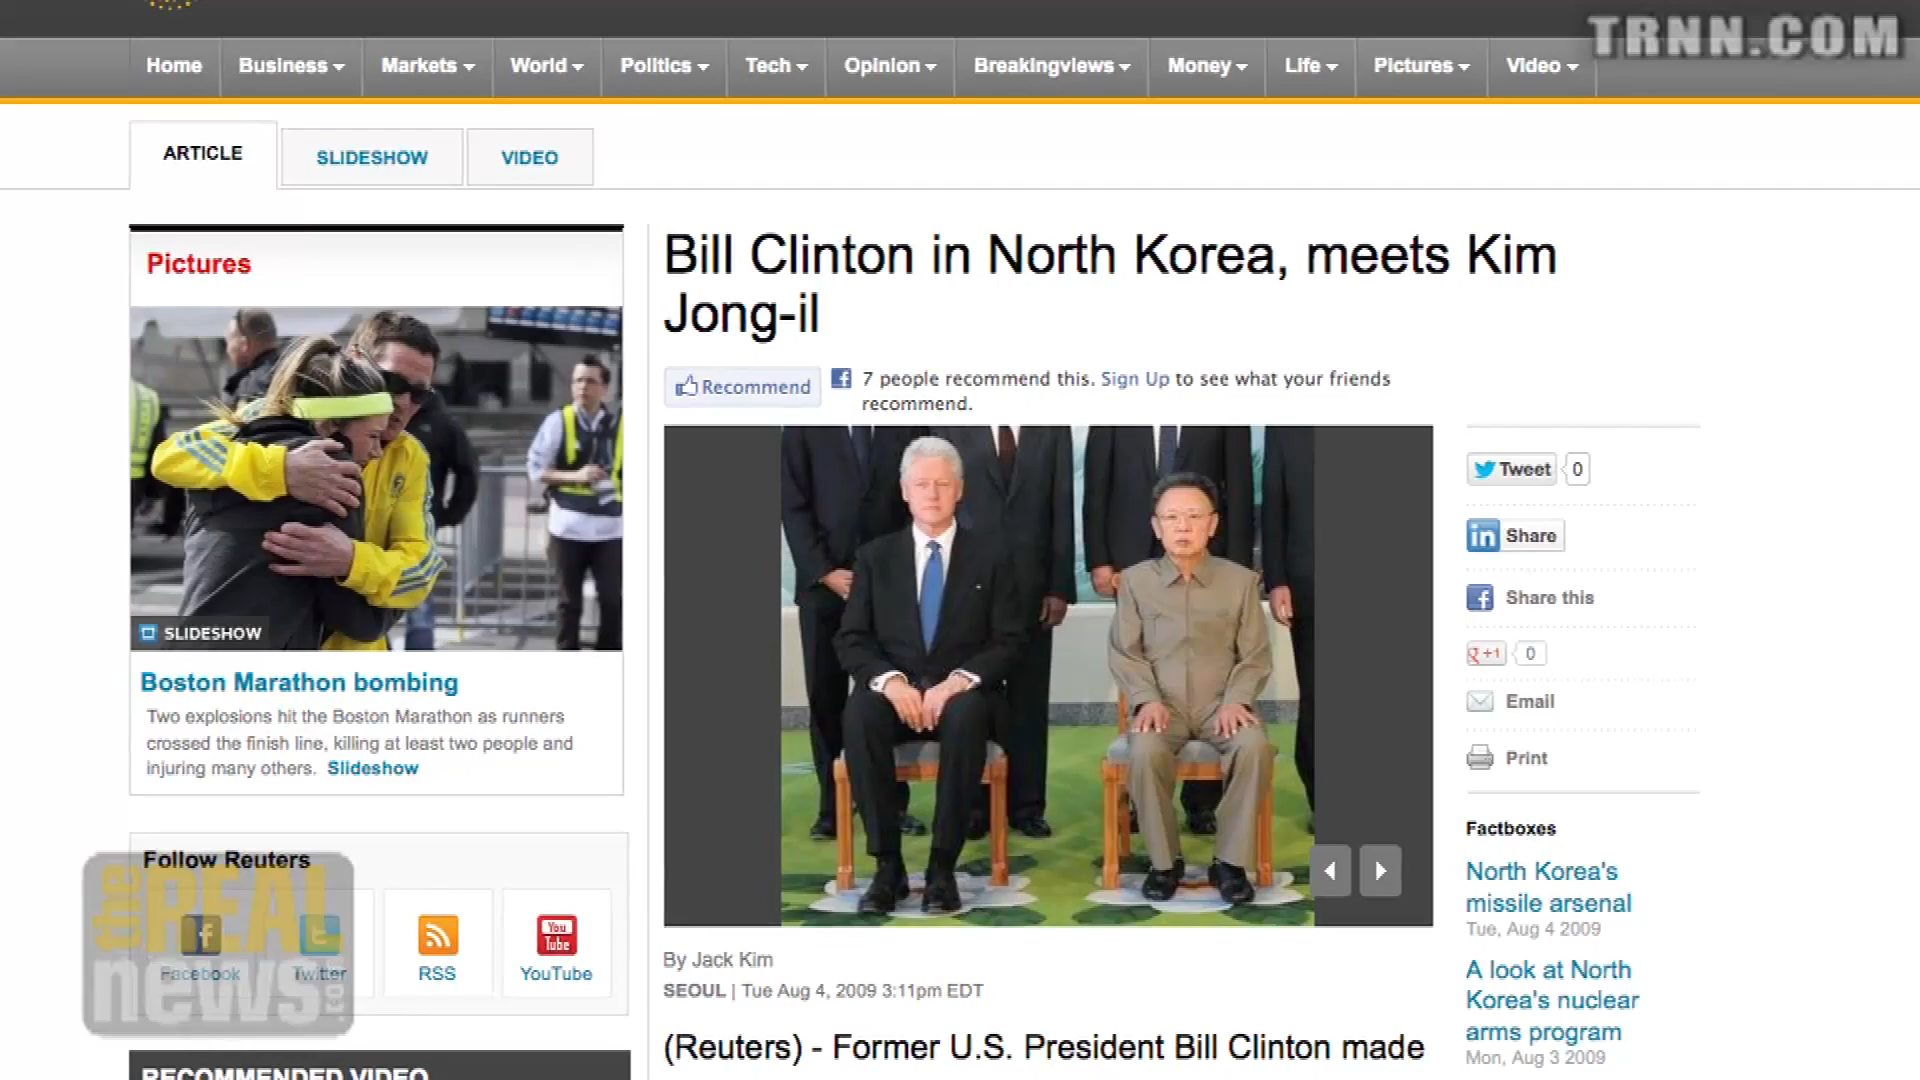 TRNN.COM
Home
Business
Markets
World
Politics
Tech
Opinion
Breakingviews
Money
Life
Pictures
Video
ARTICLE
SLIDESHOW
VIDEO
Pictures
SLIDESHOW
Boston Marathon bombing
Two explosions hit the Boston Marathon as runners
crossed the finish line, killing at least two people and
injuring many others. Slideshow
Follow Reuters
Facebook
Twitter
RSS
You
Tube
YouTube
the
REAL
news.com
RECOMMENDED VIDEO
Bill Clinton in North Korea, meets Kim
Jong-il
Recommend
7 people recommend this. Sign Up to see what your friends
recommend.
By Jack Kim
SEOUL | Tue Aug 4, 2009 3:11pm EDT
(Reuters) - Former U.S. President Bill Clinton made
Tweet
0
in Share
Share this
+1
0
Email
Print
Factboxes
North Korea's
missile arsenal
Tue, Aug 4 2009
A look at North
Korea's nuclear
arms program
Mon, Aug 3 2009